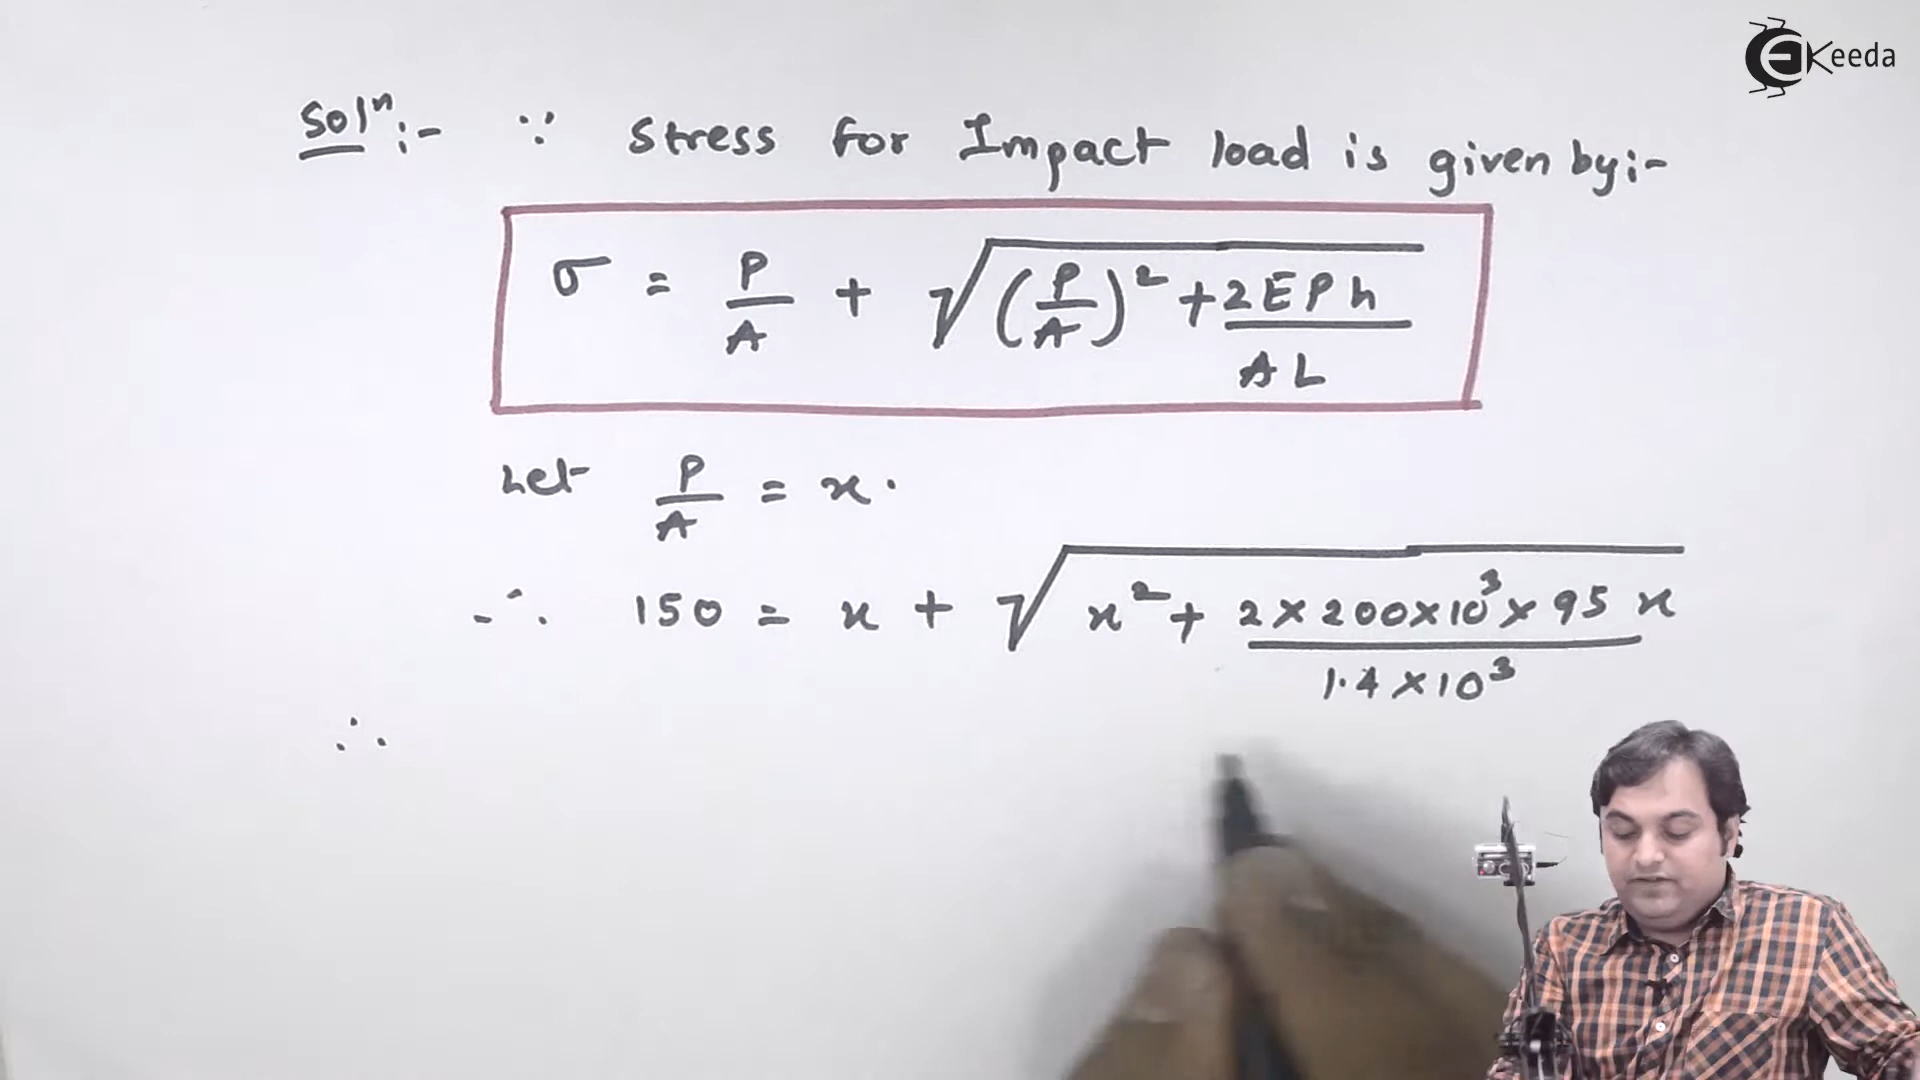 Keeda
Solⁿ :- ∵ Stress for Impact load is given by :-
σ = P/A + √((P/A)² + 2EPh/AL)
Let P/A = x.
∴ 150 = x + √(x² + 2×200×10³×95 x/1.4×10³)
∴